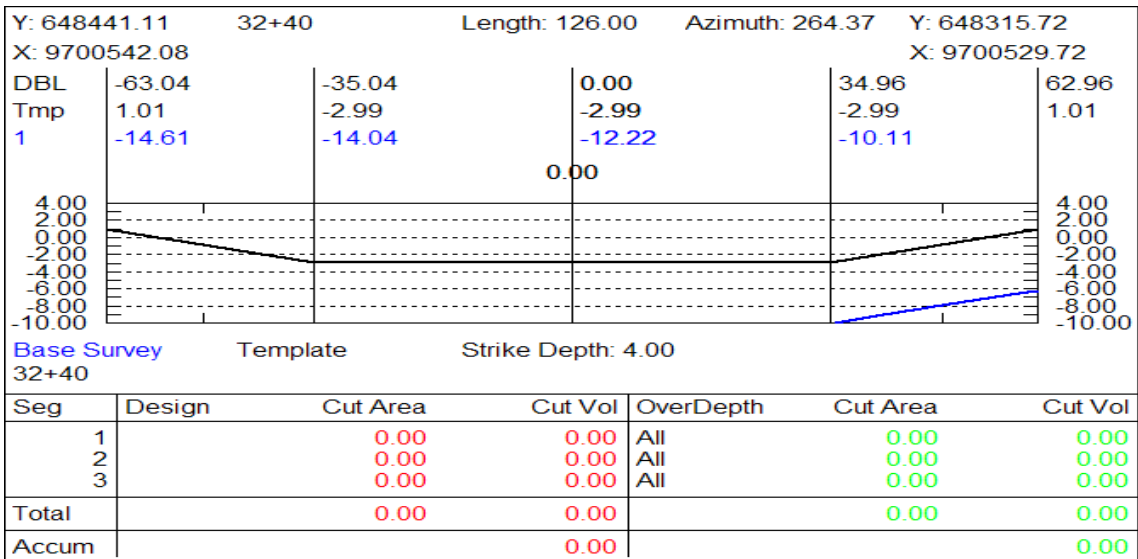 Y: 648441.11 32+40 Length: 126.00 Azimuth: 264.37 Y: 648315.72
X: 9700542.08 X: 9700529.72
DBL -63.04 -35.04 0.00 34.96 62.96
Tmp 1.01 -2.99 -2.99 -2.99 1.01
1 -14.61 -14.04 -12.22 -10.11
0.00
4.00 4.00
2.00 2.00
0.00 0.00
-2.00 -2.00
-4.00 -4.00
-6.00 -6.00
-8.00 -8.00
-10.00 -10.00
Base Survey Template Strike Depth: 4.00
32+40
Seg Design Cut Area Cut Vol OverDepth Cut Area Cut Vol
1 0.00 0.00 All 0.00 0.00
2 0.00 0.00 All 0.00 0.00
3 0.00 0.00 All 0.00 0.00
Total 0.00 0.00 0.00 0.00
Accum 0.00 0.00